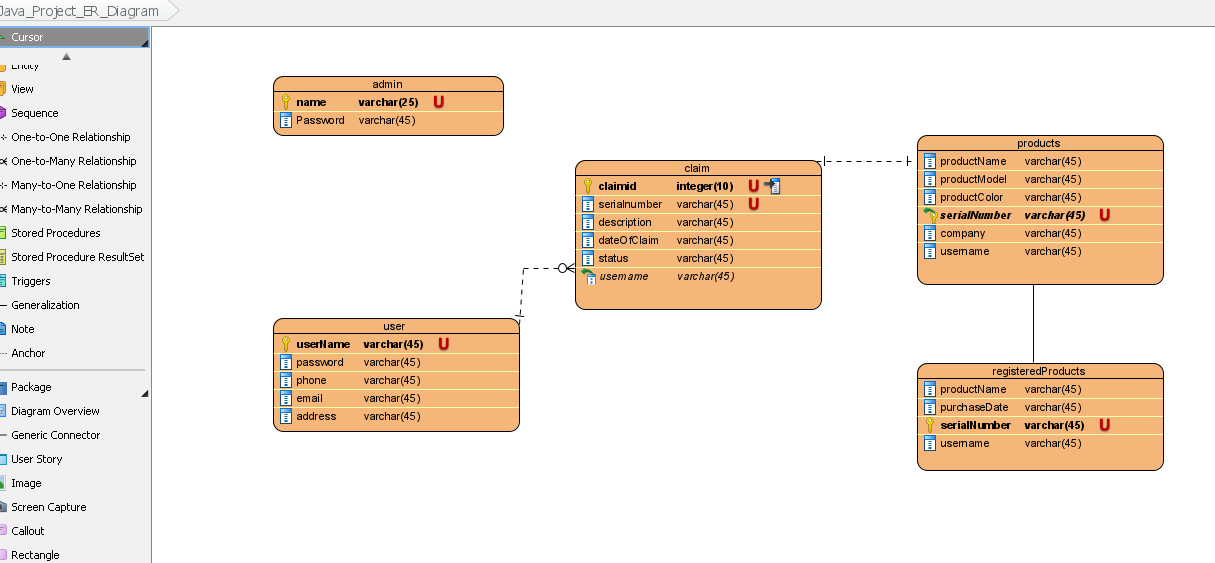 Java_Project_ER_Diagram
Cursor
Entity
View
Sequence
One-to-One Relationship
One-to-Many Relationship
Many-to-One Relationship
Many-to-Many Relationship
Stored Procedures
Stored Procedure ResultSet
Triggers
Generalization
Note
Anchor
Package
Diagram Overview
Generic Connector
User Story
Image
Screen Capture
Callout
Rectangle
admin
name varchar(25) U
Password varchar(45)
claim
claimid integer(10) U
serialnumber varchar(45) U
description varchar(45)
dateOfClaim varchar(45)
status varchar(45)
username varchar(45)
products
productName varchar(45)
productModel varchar(45)
productColor varchar(45)
serialNumber varchar(45) U
company varchar(45)
username varchar(45)
user
userName varchar(45) U
password varchar(45)
phone varchar(45)
email varchar(45)
address varchar(45)
registeredProducts
productName varchar(45)
purchaseDate varchar(45)
serialNumber varchar(45) U
username varchar(45)